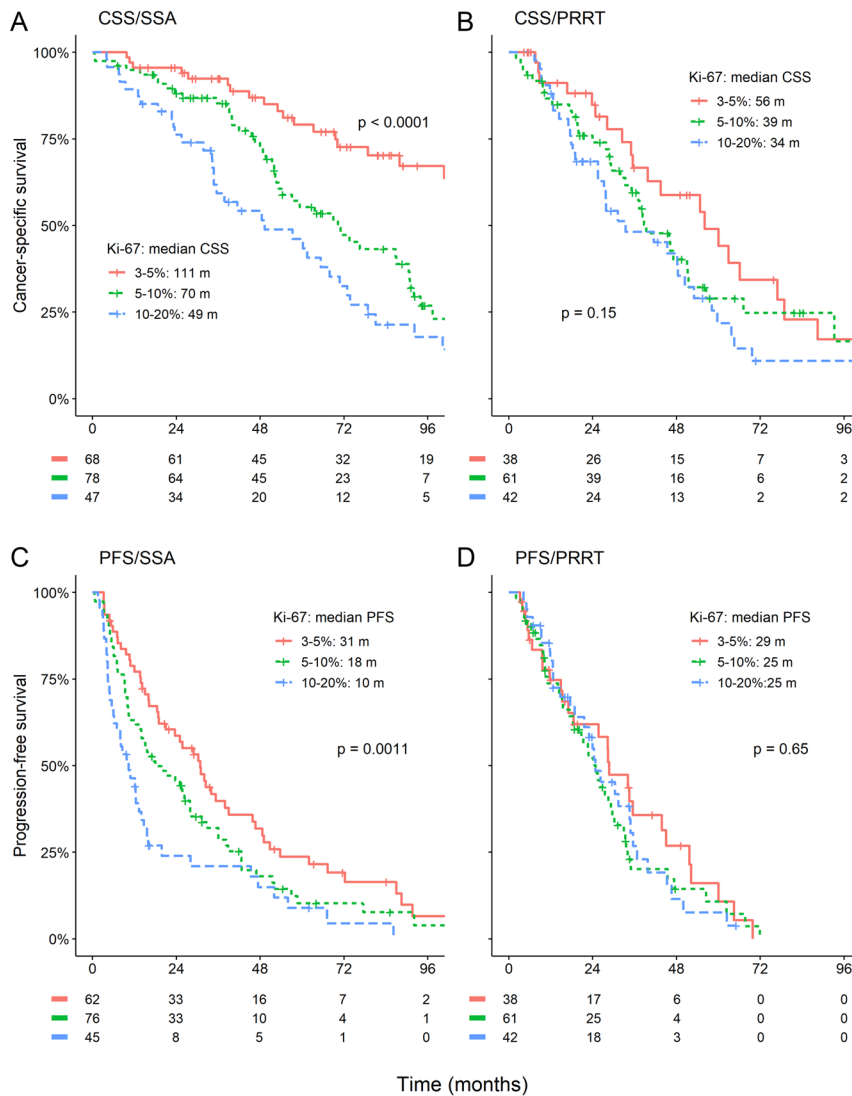 A
CSS/SSA
Cancer-specific survival
100%
75%
50%
25%
0%
p < 0.0001
Ki-67: median CSS
3-5%: 111 m
5-10%: 70 m
10-20%: 49 m
0 24 48 72 96
68 61 45 32 19
78 64 45 23 7
47 34 20 12 5
B
CSS/PRRT
Ki-67: median CSS
3-5%: 56 m
5-10%: 39 m
10-20%: 34 m
p = 0.15
0 24 48 72 96
38 26 15 7 3
61 39 16 6 2
42 24 13 2 2
C
PFS/SSA
Progression-free survival
100%
75%
50%
25%
0%
Ki-67: median PFS
3-5%: 31 m
5-10%: 18 m
10-20%: 10 m
p = 0.0011
0 24 48 72 96
62 33 16 7 2
76 33 10 4 1
45 8 5 1 0
D
PFS/PRRT
Ki-67: median PFS
3-5%: 29 m
5-10%: 25 m
10-20%:25 m
p = 0.65
0 24 48 72 96
38 17 6 0 0
61 25 4 0 0
42 18 3 0 0
Time (months)